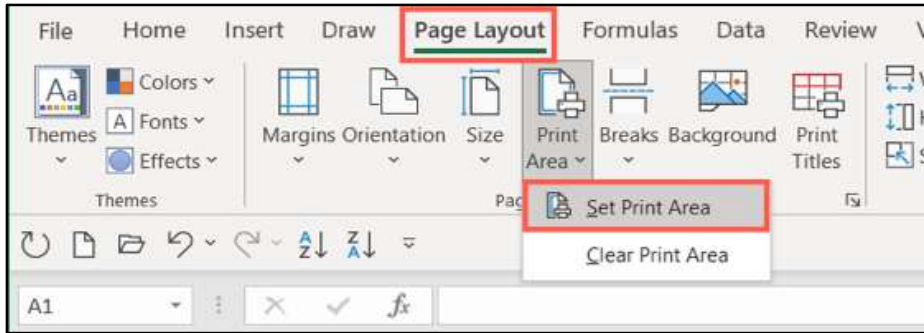 File Home Insert Draw Page Layout Formulas Data Review
Aa Colors
A Fonts
Effects
Themes Margins Orientation Size Print Area Breaks Background Print Titles
Themes
Set Print Area
Clear Print Area
A Z Z A
A1 fx